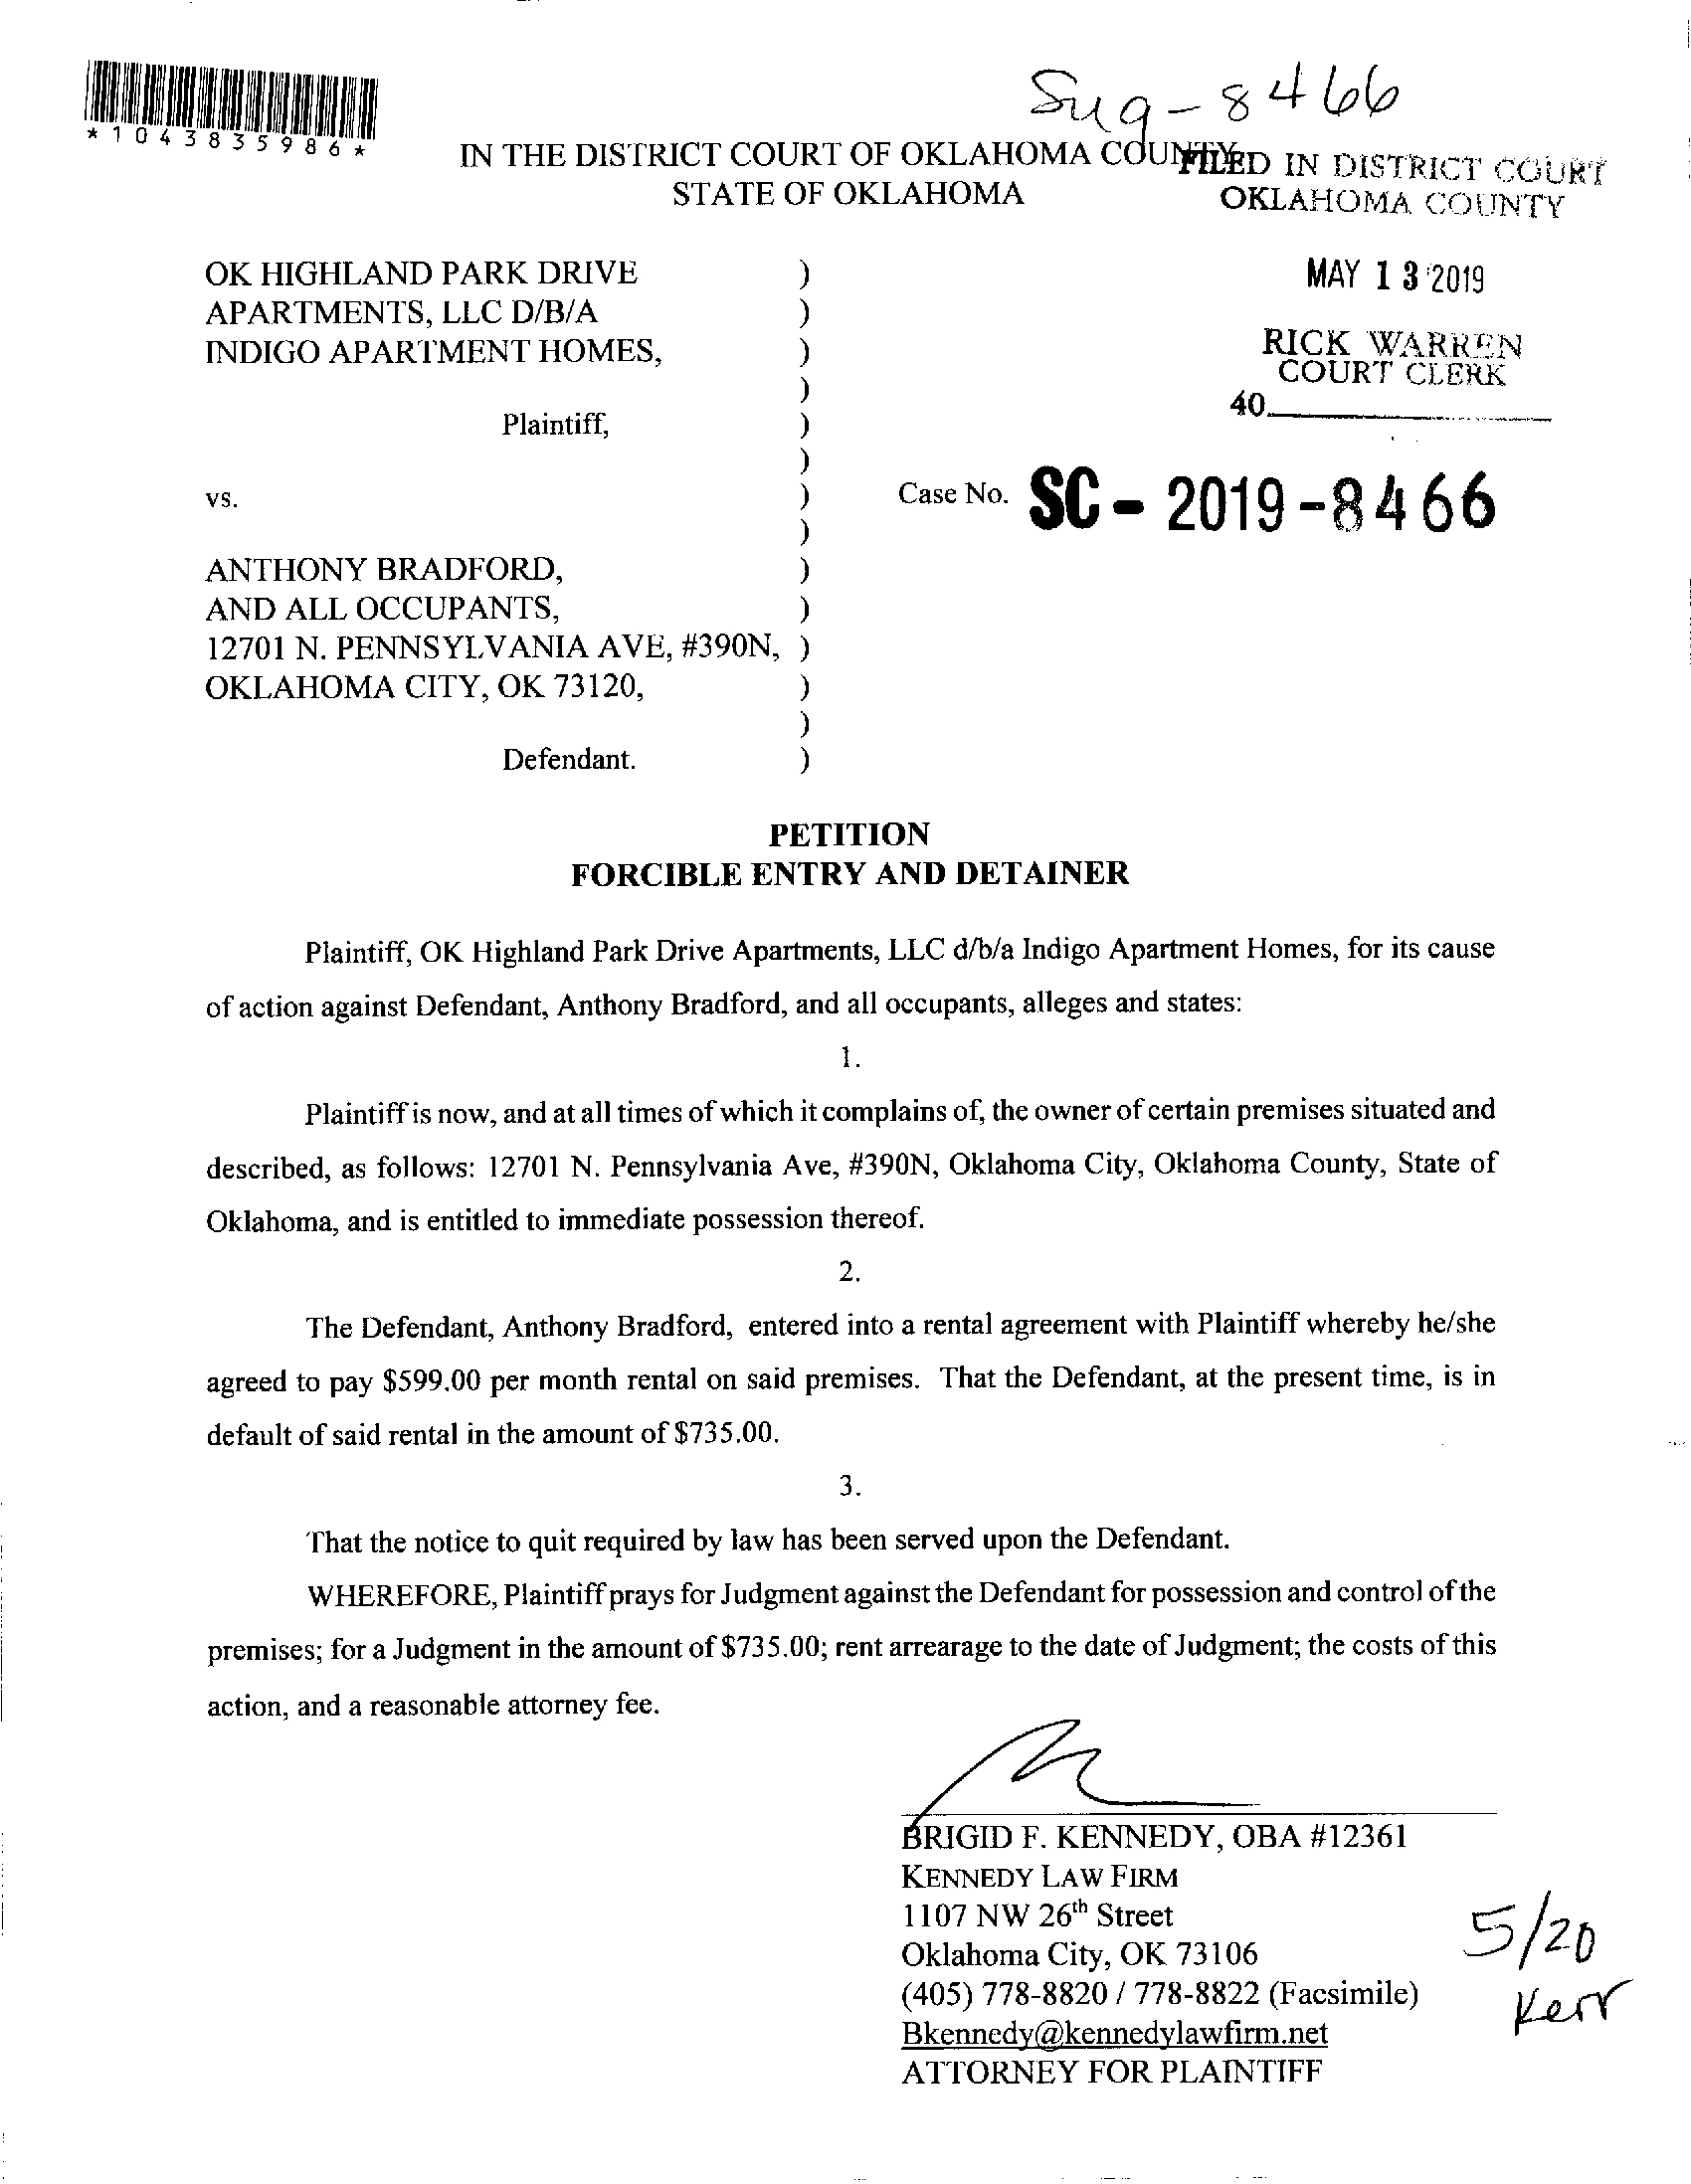 *1043835986*
-8466
IN THE DISTRICT COURT OF OKLAHOMA COUNTY
STATE OF OKLAHOMA
FILED IN DISTRICT COURT
OKLAHOMA COUNTY
MAY 13 2019
RICK WARREN
COURT CLERK
40
OK HIGHLAND PARK DRIVE )
APARTMENTS, LLC D/B/A )
INDIGO APARTMENT HOMES, )
)
Plaintiff, )
)
vs. ) Case No. SC - 2019 -8466
)
ANTHONY BRADFORD, )
AND ALL OCCUPANTS, )
12701 N. PENNSYLVANIA AVE, #390N, )
OKLAHOMA CITY, OK 73120, )
)
Defendant. )
PETITION
FORCIBLE ENTRY AND DETAINER
Plaintiff, OK Highland Park Drive Apartments, LLC d/b/a Indigo Apartment Homes, for its cause
of action against Defendant, Anthony Bradford, and all occupants, alleges and states:
1.
Plaintiff is now, and at all times of which it complains of, the owner of certain premises situated and
described, as follows: 12701 N. Pennsylvania Ave, #390N, Oklahoma City, Oklahoma County, State of
Oklahoma, and is entitled to immediate possession thereof.
2.
The Defendant, Anthony Bradford, entered into a rental agreement with Plaintiff whereby he/she
agreed to pay $599.00 per month rental on said premises. That the Defendant, at the present time, is in
default of said rental in the amount of $735.00.
3.
That the notice to quit required by law has been served upon the Defendant.
WHEREFORE, Plaintiff prays for Judgment against the Defendant for possession and control of the
premises; for a Judgment in the amount of $735.00; rent arrearage to the date of Judgment; the costs of this
action, and a reasonable attorney fee.
BRIGID F. KENNEDY, OBA #12361
KENNEDY LAW FIRM
1107 NW 26th Street
Oklahoma City, OK 73106
(405) 778-8820 / 778-8822 (Facsimile)
Bkennedy@kennedylawfirm.net
ATTORNEY FOR PLAINTIFF
5/20
Kerr